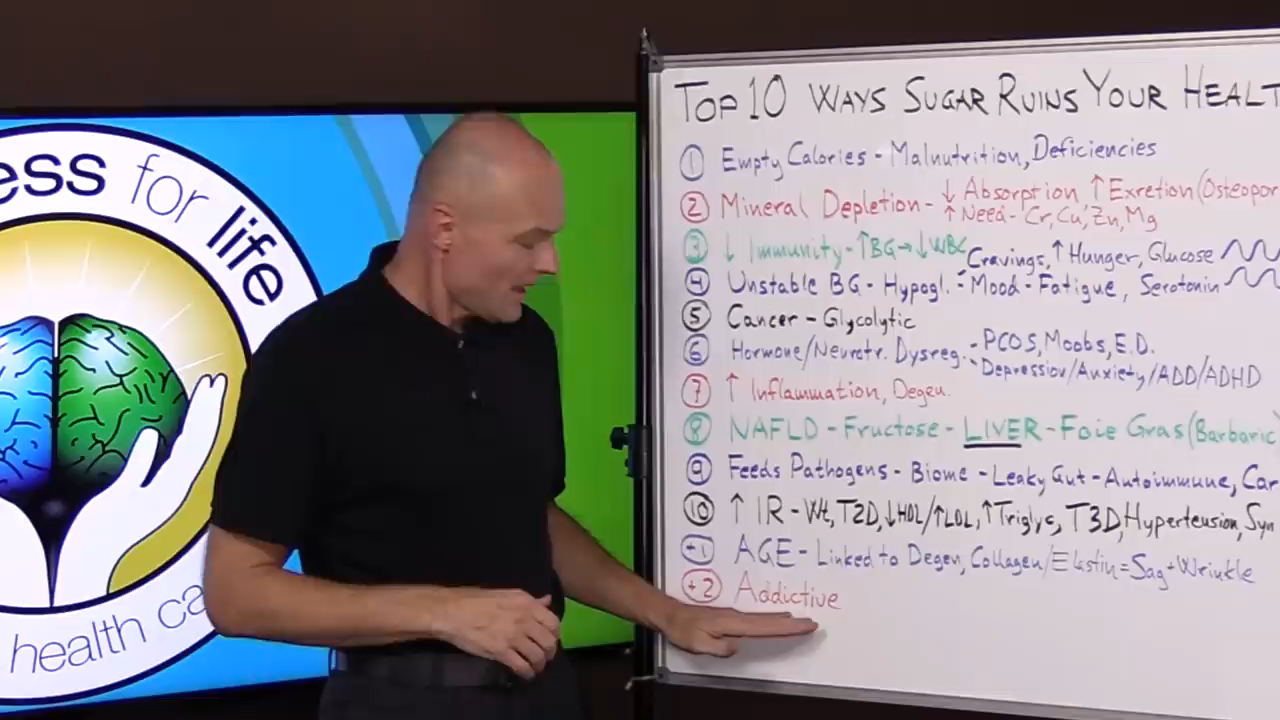 ess for life
health ca
TOP 10 WAYS SUGAR RUINS YOUR HEALT
1 Empty Calories - Malnutrition, Deficiencies
2 Mineral Depletion - ↓ Absorption, ↑ Exretion (Osteopor
↑ Need - Cr, Cu, Zn, Mg
3 ↓ Immunity - ↑BG → ↓WBC
Cravings, ↑ Hunger, Glucose
4 Unstable BG - Hypogl. - Mood - Fatigue, Serotonin
5 Cancer - Glycolytic
6 Hormone/Neurotr. Dysreg. - PCOS, Moobs, E.D.
- Depression/Anxiety/ADD/ADHD
7 ↑ Inflammation, Degen.
8 NAFLD - Fructose - LIVER - Foie Gras (Barbaric)
9 Feeds Pathogens - Biome - Leaky Gut - Autoimmune, Car
10 ↑ IR - Wt, T2D, ↓HDL/↑LDL, ↑Triglyc, T3D, Hypertension, Syn
+1 AGE - Linked to Degen, Collagen/Elastin = Sag + Wrinkle
+2 Addictive